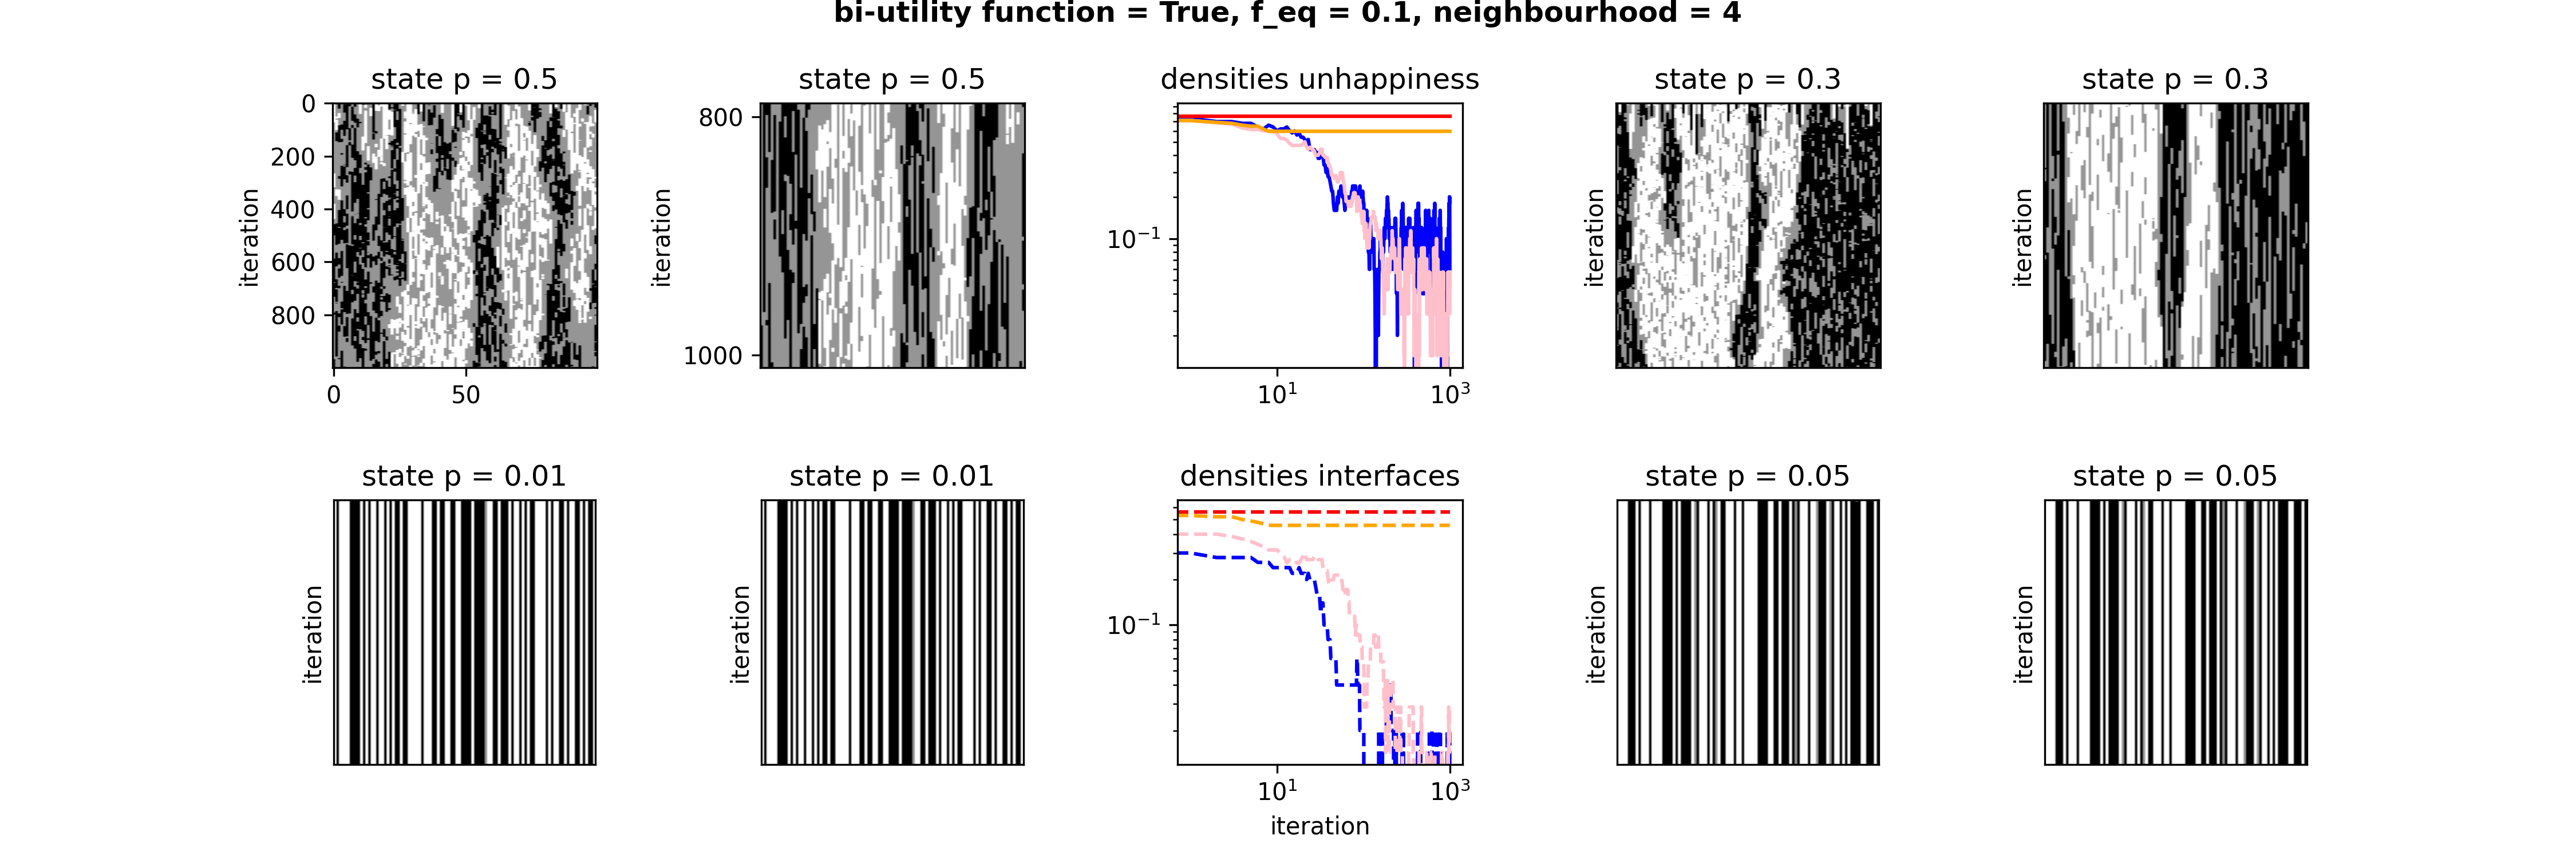 bi-utility function = True, f_eq = 0.1, neighbourhood = 4
state p = 0.5
0
200
400
600
800
iteration
0
50
state p = 0.5
800
1000
iteration
densities unhappiness
10⁻¹
10¹
10³
state p = 0.3
iteration
state p = 0.3
iteration
state p = 0.01
iteration
state p = 0.01
iteration
densities interfaces
10⁻¹
10¹
10³
iteration
state p = 0.05
iteration
state p = 0.05
iteration